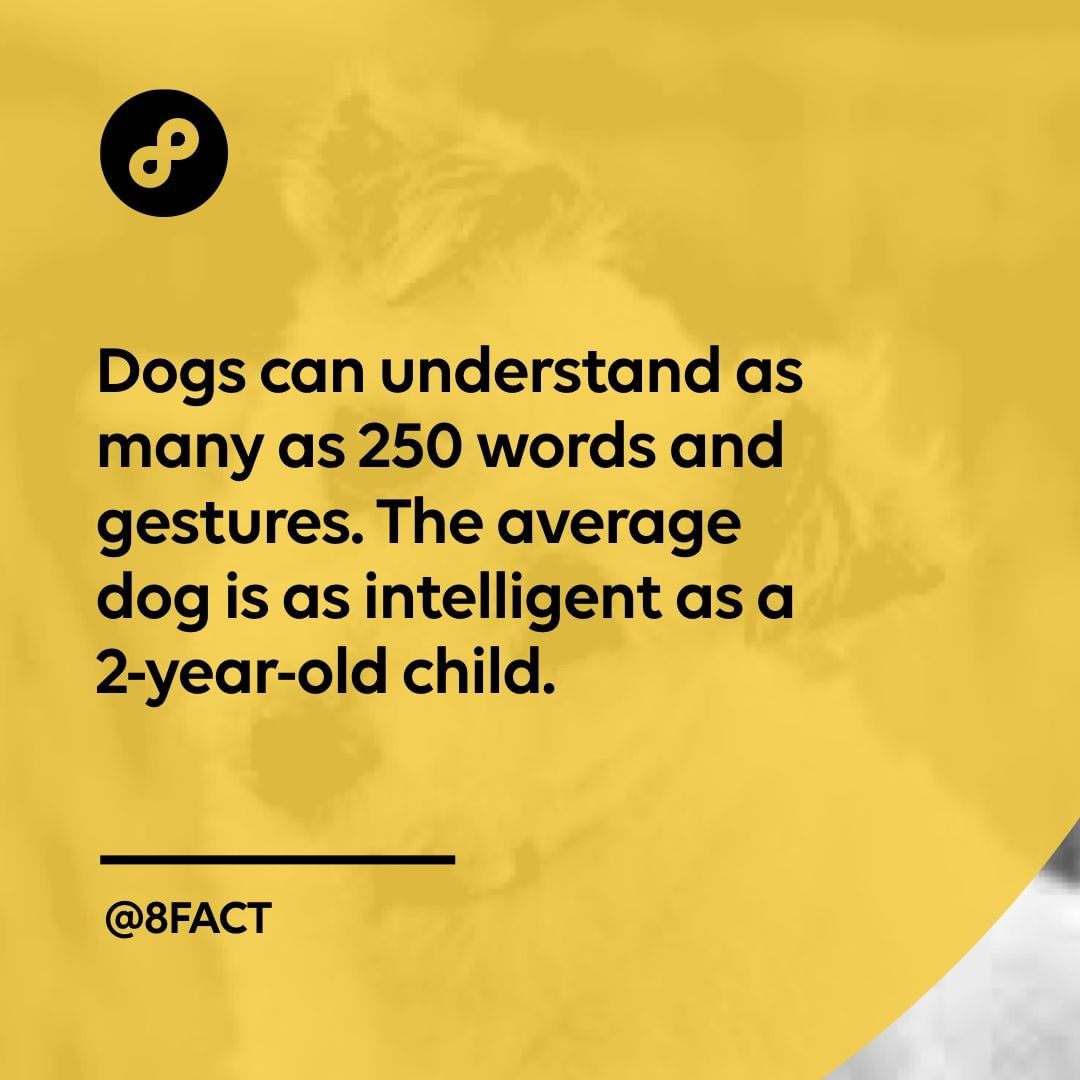 Dogs can understand as
many as 250 words and
gestures. The average
dog is as intelligent as a
2-year-old child.
@8FACT